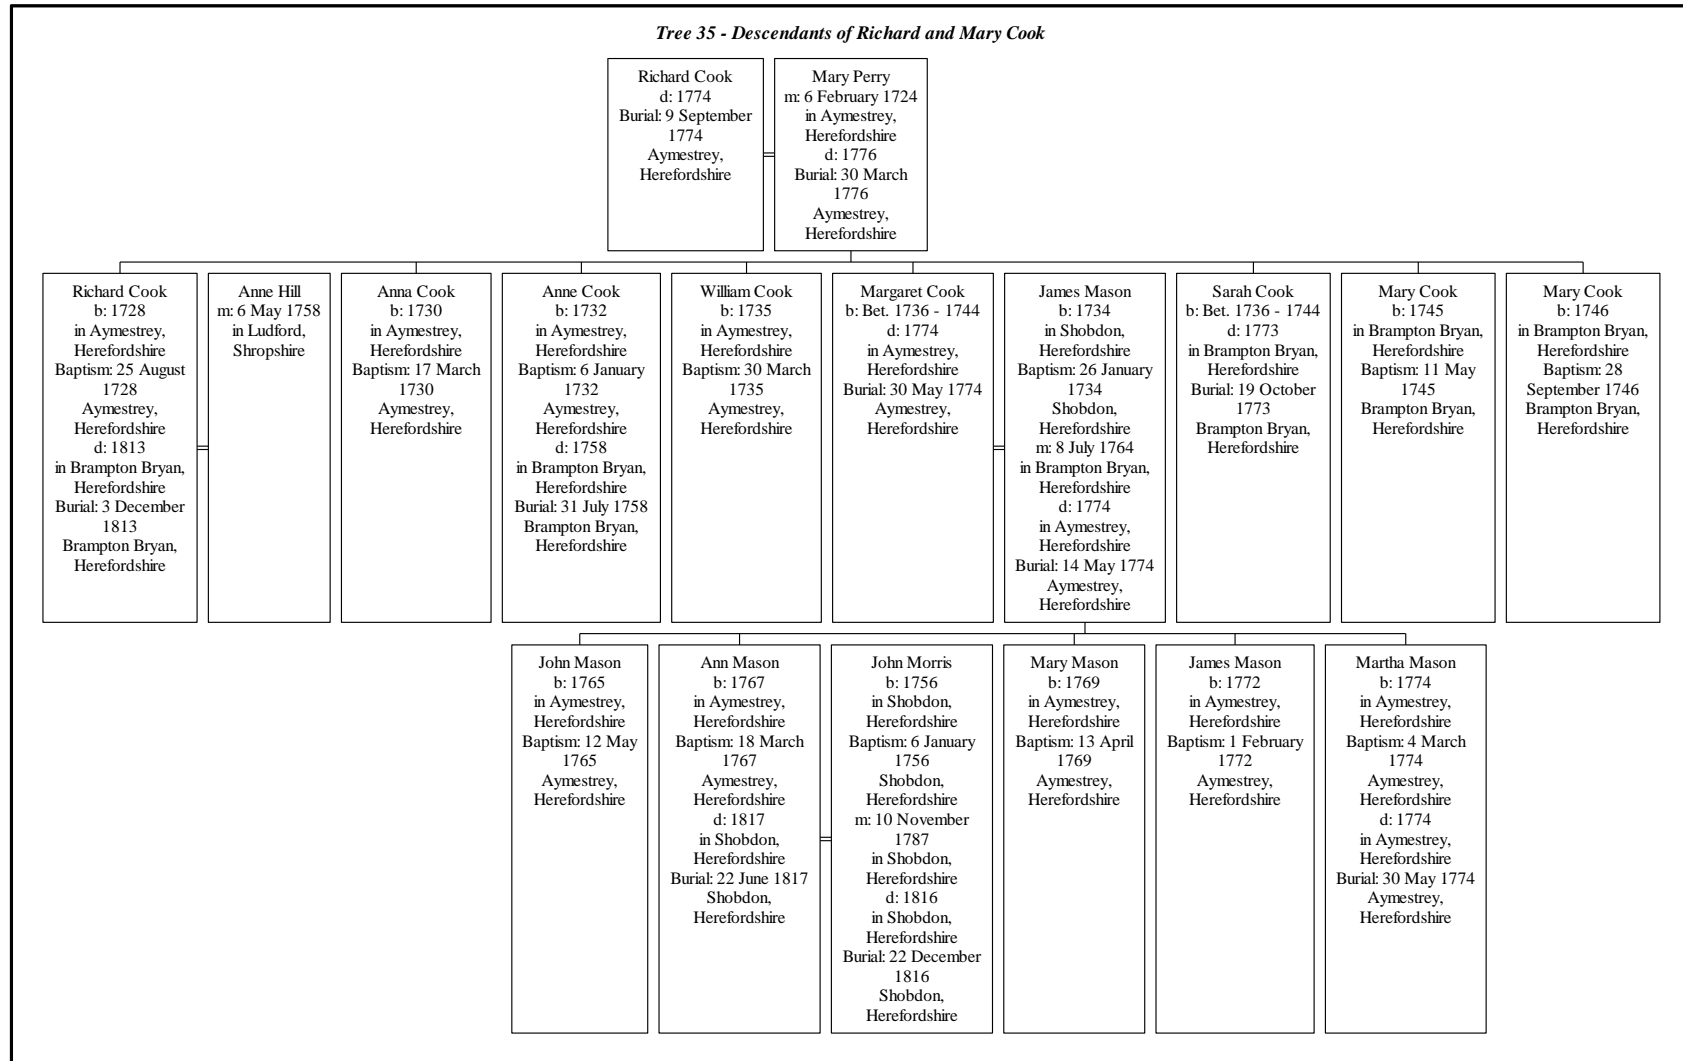 Tree 35 - Descendants of Richard and Mary Cook
Richard Cook
d: 1774
Burial: 9 September
1774
Aymestrey,
Herefordshire
Mary Perry
m: 6 February 1724
in Aymestrey,
Herefordshire
d: 1776
Burial: 30 March
1776
Aymestrey,
Herefordshire
Richard Cook
b: 1728
in Aymestrey,
Herefordshire
Baptism: 25 August
1728
Aymestrey,
Herefordshire
d: 1813
in Brampton Bryan,
Herefordshire
Burial: 3 December
1813
Brampton Bryan,
Herefordshire
Anne Hill
m: 6 May 1758
in Ludford,
Shropshire
Anna Cook
b: 1730
in Aymestrey,
Herefordshire
Baptism: 17 March
1730
Aymestrey,
Herefordshire
Anne Cook
b: 1732
in Aymestrey,
Herefordshire
Baptism: 6 January
1732
Aymestrey,
Herefordshire
d: 1758
in Brampton Bryan,
Herefordshire
Burial: 31 July 1758
Brampton Bryan,
Herefordshire
William Cook
b: 1735
in Aymestrey,
Herefordshire
Baptism: 30 March
1735
Aymestrey,
Herefordshire
Margaret Cook
b: Bet. 1736 - 1744
d: 1774
in Aymestrey,
Herefordshire
Burial: 30 May 1774
Aymestrey,
Herefordshire
James Mason
b: 1734
in Shobdon,
Herefordshire
Baptism: 26 January
1734
Shobdon,
Herefordshire
m: 8 July 1764
in Brampton Bryan,
Herefordshire
d: 1774
in Aymestrey,
Herefordshire
Burial: 14 May 1774
Aymestrey,
Herefordshire
Sarah Cook
b: Bet. 1736 - 1744
d: 1773
in Brampton Bryan,
Herefordshire
Burial: 19 October
1773
Brampton Bryan,
Herefordshire
Mary Cook
b: 1745
in Brampton Bryan,
Herefordshire
Baptism: 11 May
1745
Brampton Bryan,
Herefordshire
Mary Cook
b: 1746
in Brampton Bryan,
Herefordshire
Baptism: 28
September 1746
Brampton Bryan,
Herefordshire
John Mason
b: 1765
in Aymestrey,
Herefordshire
Baptism: 12 May
1765
Aymestrey,
Herefordshire
Ann Mason
b: 1767
in Aymestrey,
Herefordshire
Baptism: 18 March
1767
Aymestrey,
Herefordshire
d: 1817
in Shobdon,
Herefordshire
Burial: 22 June 1817
Shobdon,
Herefordshire
John Morris
b: 1756
in Shobdon,
Herefordshire
Baptism: 6 January
1756
Shobdon,
Herefordshire
m: 10 November
1787
in Shobdon,
Herefordshire
d: 1816
in Shobdon,
Herefordshire
Burial: 22 December
1816
Shobdon,
Herefordshire
Mary Mason
b: 1769
in Aymestrey,
Herefordshire
Baptism: 13 April
1769
Aymestrey,
Herefordshire
James Mason
b: 1772
in Aymestrey,
Herefordshire
Baptism: 1 February
1772
Aymestrey,
Herefordshire
Martha Mason
b: 1774
in Aymestrey,
Herefordshire
Baptism: 4 March
1774
Aymestrey,
Herefordshire
d: 1774
in Aymestrey,
Herefordshire
Burial: 30 May 1774
Aymestrey,
Herefordshire